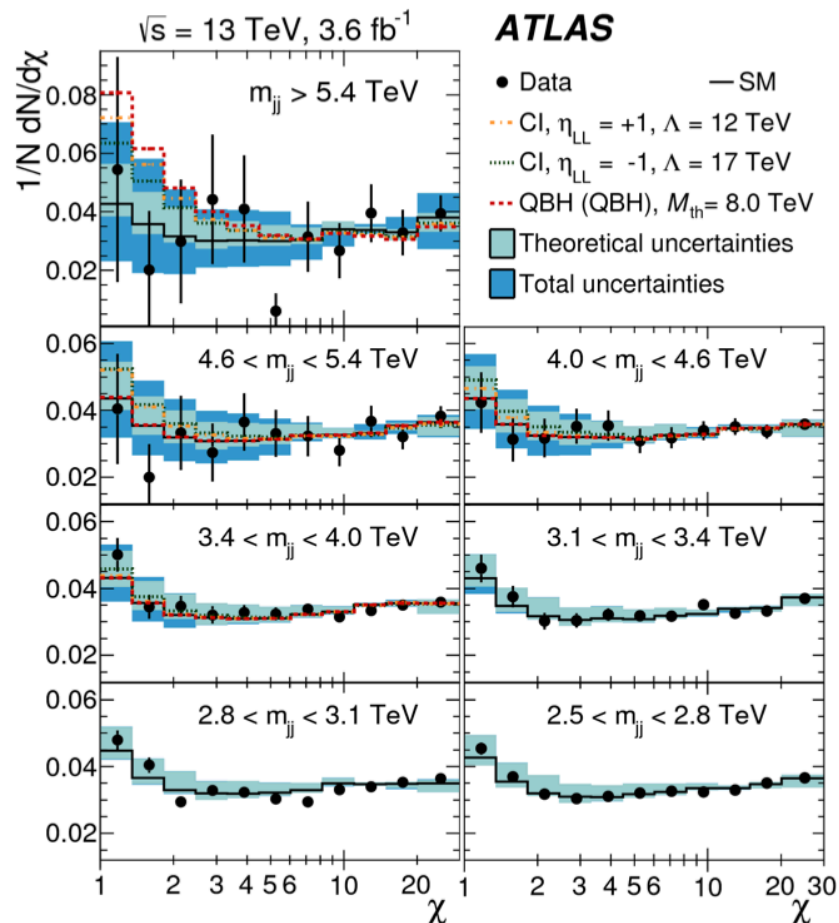 √s = 13 TeV, 3.6 fb⁻¹
ATLAS
Data
SM
CI, η_LL = +1, Λ = 12 TeV
CI, η_LL = -1, Λ = 17 TeV
QBH (QBH), M_th = 8.0 TeV
Theoretical uncertainties
Total uncertainties
1/N dN/dχ
m_jj > 5.4 TeV
0.08
0.06
0.04
0.02
4.6 < m_jj < 5.4 TeV
0.06
0.04
0.02
4.0 < m_jj < 4.6 TeV
3.4 < m_jj < 4.0 TeV
0.06
0.04
0.02
3.1 < m_jj < 3.4 TeV
2.8 < m_jj < 3.1 TeV
0.06
0.04
0.02
2.5 < m_jj < 2.8 TeV
1 2 3 4 5 6 10 20
χ
1 2 3 4 5 6 10 20 30
χ